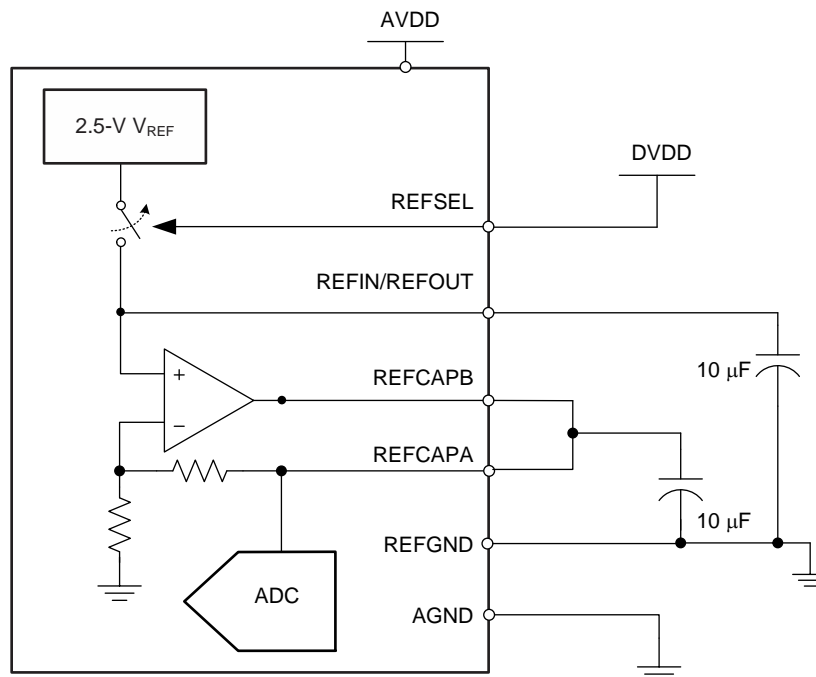 AVDD
2.5-V VREF
DVDD
REFSEL
REFIN/REFOUT
10 μF
+
REFCAPB
−
REFCAPA
10 μF
REFGND
ADC
AGND